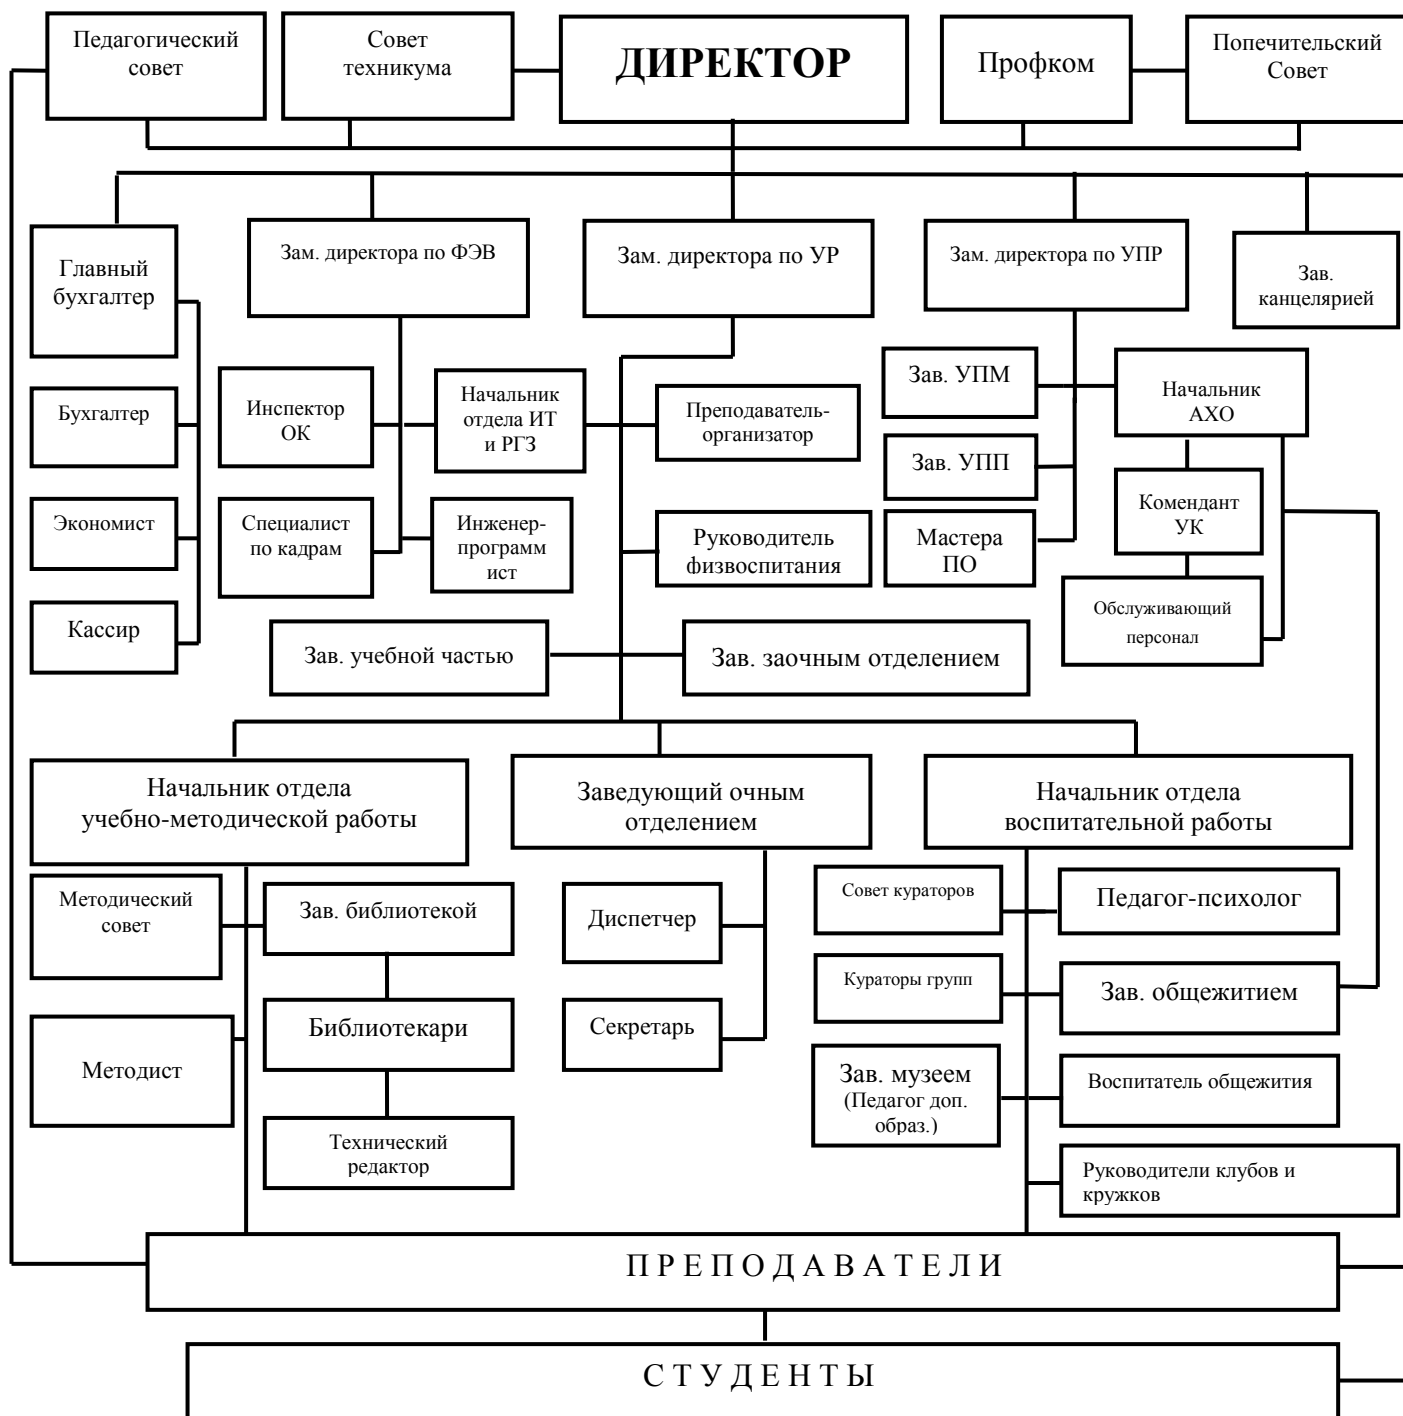 Педагогический
совет
Совет
техникума
ДИРЕКТОР
Профком
Попечительский
Совет
Главный
бухгалтер
Зам. директора по ФЭВ
Зам. директора по УР
Зам. директора по УПР
Зав.
канцелярией
Бухгалтер
Инспектор
ОК
Начальник
отдела ИТ
и РГЗ
Преподаватель-
организатор
Зав. УПМ
Начальник
АХО
Зав. УПП
Экономист
Специалист
по кадрам
Инженер-
программ
ист
Руководитель
физвоспитания
Мастера
ПО
Комендант
УК
Кассир
Обслуживающий
персонал
Зав. учебной частью
Зав. заочным отделением
Начальник отдела
учебно-методической работы
Заведующий очным
отделением
Начальник отдела
воспитательной работы
Методический
совет
Зав. библиотекой
Диспетчер
Совет кураторов
Педагог-психолог
Методист
Библиотекари
Секретарь
Кураторы групп
Зав. общежитием
Зав. музеем
(Педагог доп.
образ.)
Воспитатель общежития
Технический
редактор
Руководители клубов и
кружков
П Р Е П О Д А В А Т Е Л И
С Т У Д Е Н Т Ы